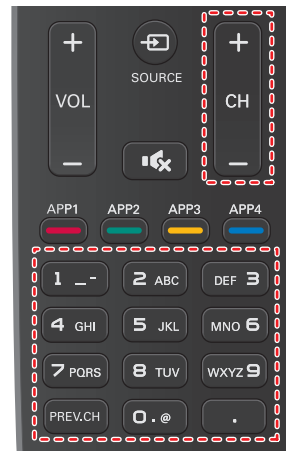 + +
SOURCE
VOL CH
– –
APP1 APP2 APP3 APP4
1 _- 2 ABC DEF 3
4 GHI 5 JKL MNO 6
7 PQRS 8 TUV WXYZ 9
PREV.CH 0.@ .